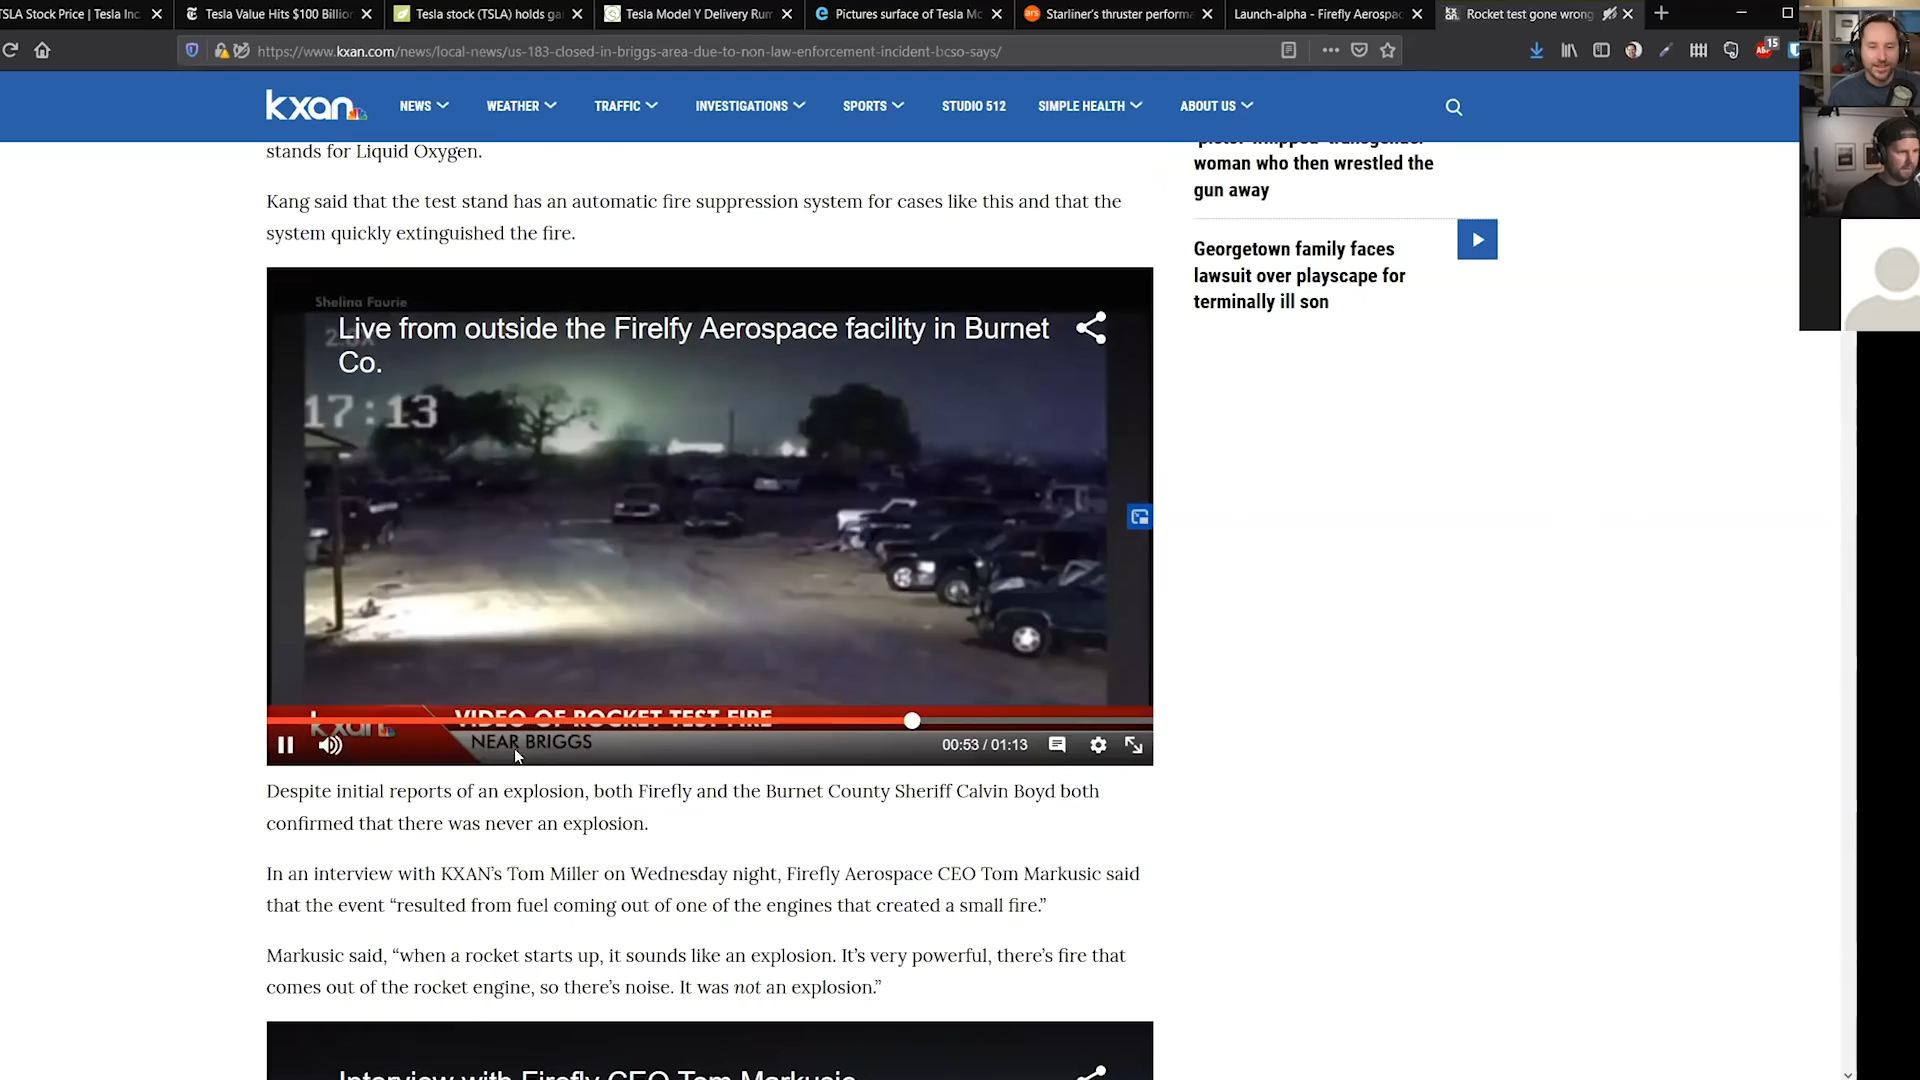 TSLA Stock Price | Tesla Inc.
Tesla Value Hits $100 Billion
Tesla stock (TSLA) holds ga
Tesla Model Y Delivery Rum
Pictures surface of Tesla Mo
Starliner's thruster performa
Launch-alpha - Firefly Aerospac
Rocket test gone wrong
https://www.kxan.com/news/local-news/us-183-closed-in-briggs-area-due-to-non-law-enforcement-incident-bcso-says/
15
kxan
NEWS
WEATHER
TRAFFIC
INVESTIGATIONS
SPORTS
STUDIO 512
SIMPLE HEALTH
ABOUT US
stands for Liquid Oxygen.
Kang said that the test stand has an automatic fire suppression system for cases like this and that the
system quickly extinguished the fire.
Shelina Faurie
Live from outside the Firelfy Aerospace facility in Burnet
Co.
17:13
kxan
VIDEO OF ROCKET TEST FIRE
NEAR BRIGGS
00:53 / 01:13
Despite initial reports of an explosion, both Firefly and the Burnet County Sheriff Calvin Boyd both
confirmed that there was never an explosion.
In an interview with KXAN's Tom Miller on Wednesday night, Firefly Aerospace CEO Tom Markusic said
that the event “resulted from fuel coming out of one of the engines that created a small fire.”
Markusic said, “when a rocket starts up, it sounds like an explosion. It's very powerful, there's fire that
comes out of the rocket engine, so there's noise. It was not an explosion.”
Interview with Firefly CEO Tom Markusic
woman who then wrestled the
gun away
Georgetown family faces
lawsuit over playscape for
terminally ill son